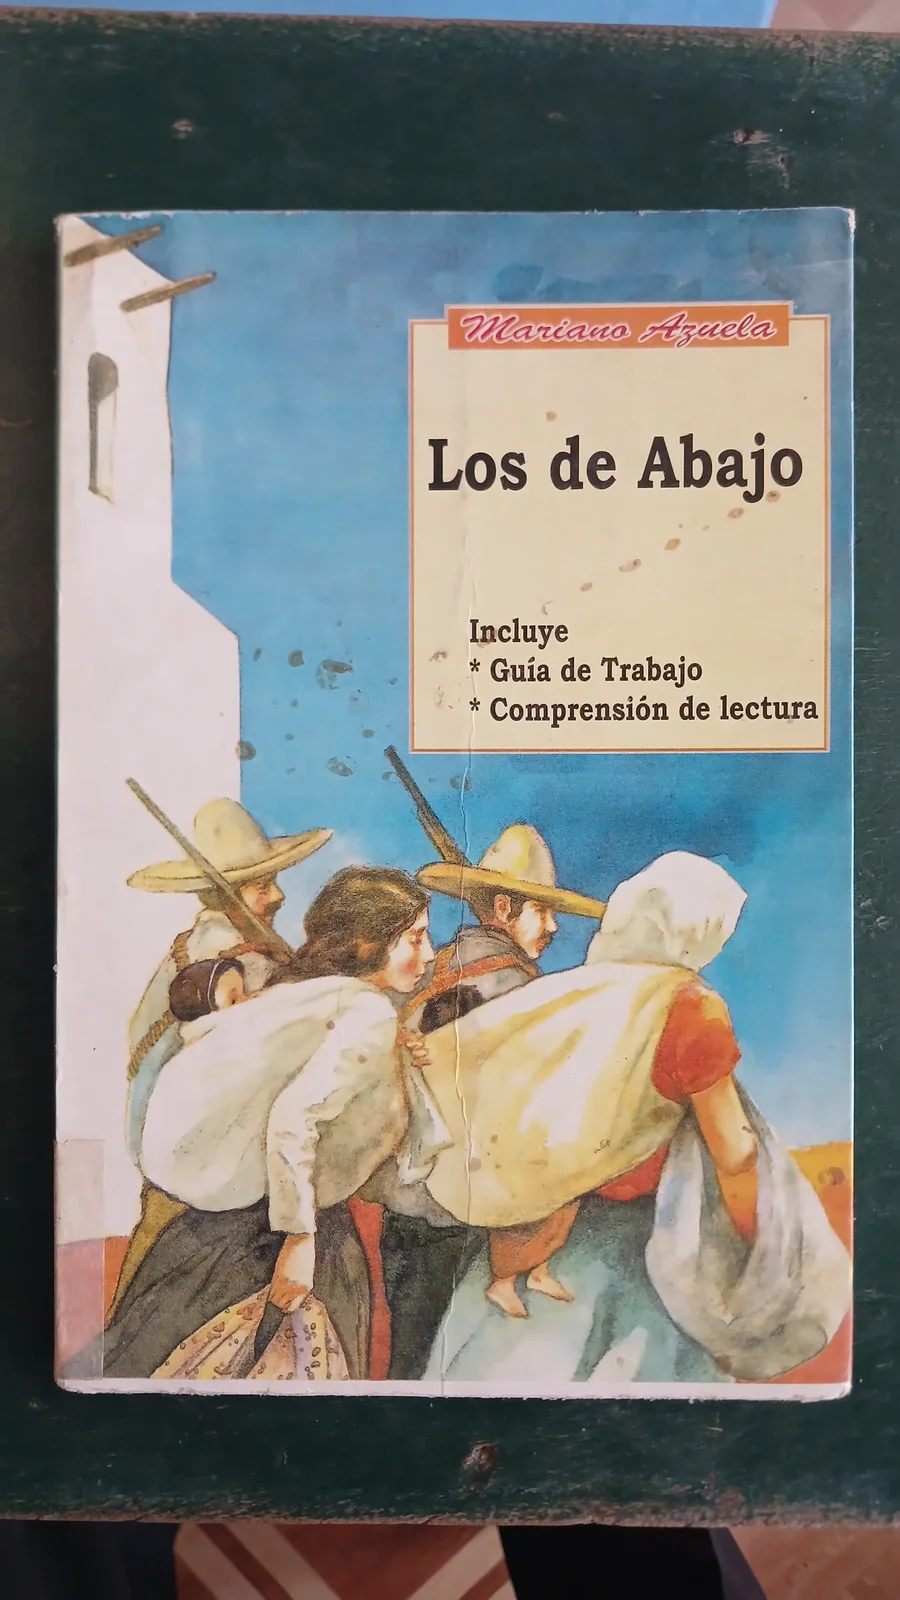 Mariano Azuela
Los de Abajo
Incluye
* Guía de Trabajo
* Comprensión de lectura